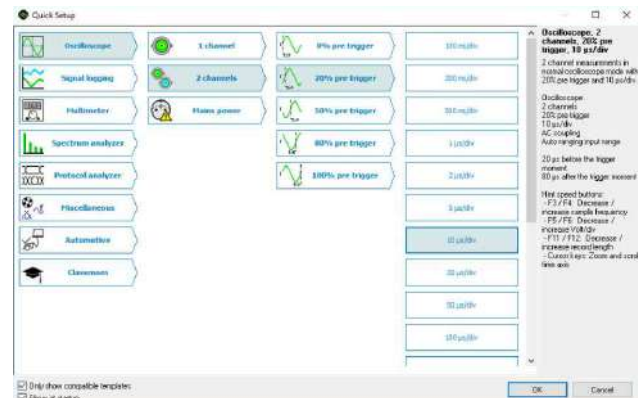 Quick Setup
Oscilloscope
Signal logging
Multimeter
Spectrum analyzer
Protocol analyzer
Miscellaneous
Automotive
Classroom
1 channel
2 channels
Mains power
0% pre trigger
20% pre trigger
50% pre trigger
80% pre trigger
100% pre trigger
100 ns/div
200 ns/div
500 ns/div
1 µs/div
2 µs/div
5 µs/div
10 µs/div
20 µs/div
50 µs/div
100 µs/div
Oscilloscope, 2
channels, 20% pre
trigger, 10 µs/div
2 channel measurements in
normal oscilloscope mode with
20% pre trigger and 10 µs/div
Oscilloscope
2 channels
20% pre trigger
10 µs/div
AC coupling
Auto ranging input range
20 µs before the trigger
moment
80 µs after the trigger moment
Hint speed buttons:
- F3 / F4 Decrease /
increase sample frequency
- F5 / F6 Decrease /
increase Volt/div
- F11 / F12: Decrease /
increase record length
- Cursor keys: Zoom and scroll
time axis
Only show compatible templates
OK
Cancel